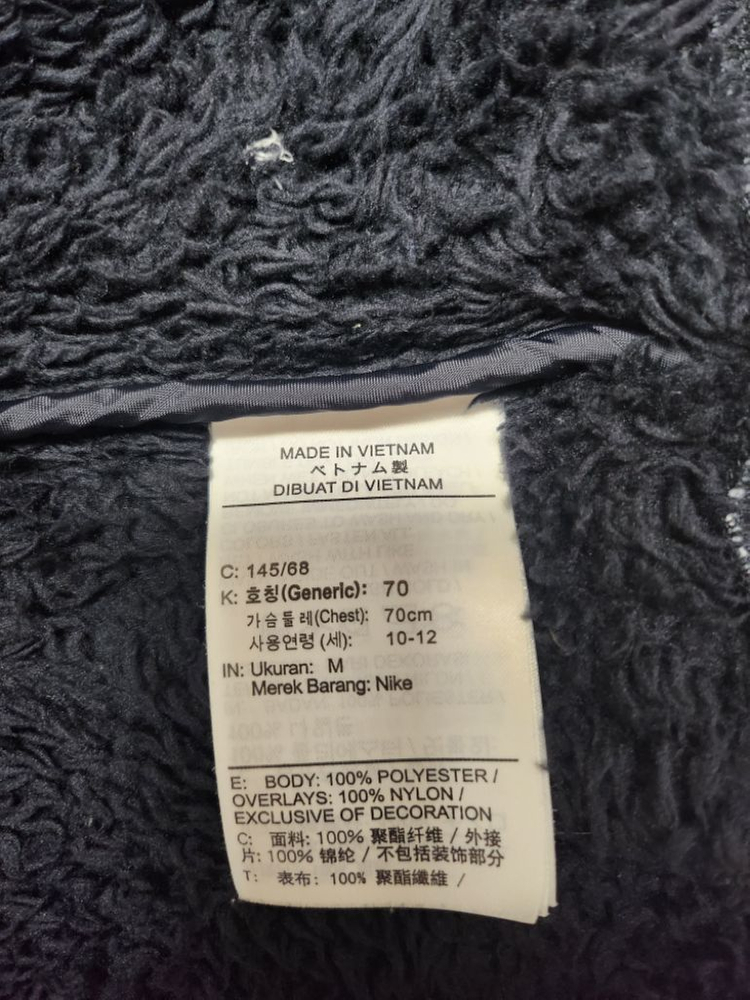 MADE IN VIETNAM
ベトナム製
DIBUAT DI VIETNAM
C: 145/68
K: 호칭(Generic): 70
가슴둘레(Chest): 70cm
사용연령 (세): 10-12
IN: Ukuran: M
Merek Barang: Nike
E: BODY: 100% POLYESTER /
OVERLAYS: 100% NYLON /
EXCLUSIVE OF DECORATION
C: 面料: 100% 聚酯纤维 / 外接
片: 100% 锦纶 / 不包括装饰部分
T: 表布: 100% 聚酯纖維 /